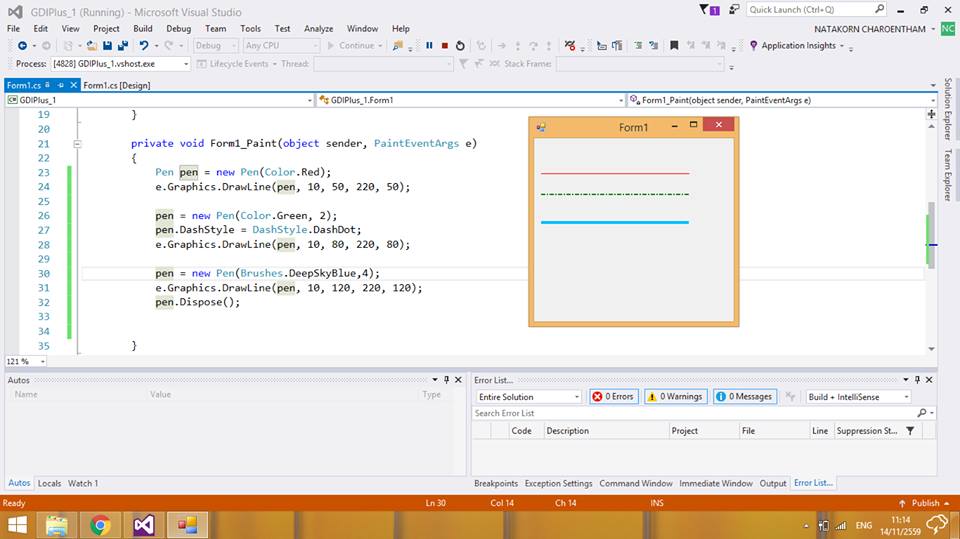 GDIPlus_1 (Running) - Microsoft Visual Studio
1
Quick Launch (Ctrl+Q)
File Edit View Project Build Debug Team Tools Test Analyze Window Help
NATAKORN CHAROENTHAM NC
Debug Any CPU Continue Application Insights
Process: [4828] GDIPlus_1.vshost.exe Lifecycle Events Thread: Stack Frame:
Form1.cs Form1.cs [Design]
GDIPlus_1 GDIPlus_1.Form1 Form1_Paint(object sender, PaintEventArgs e)
Solution Explorer
Team Explorer
19 }
20
21 private void Form1_Paint(object sender, PaintEventArgs e)
22 {
23 Pen pen = new Pen(Color.Red);
24 e.Graphics.DrawLine(pen, 10, 50, 220, 50);
25
26 pen = new Pen(Color.Green, 2);
27 pen.DashStyle = DashStyle.DashDot;
28 e.Graphics.DrawLine(pen, 10, 80, 220, 80);
29
30 pen = new Pen(Brushes.DeepSkyBlue,4);
31 e.Graphics.DrawLine(pen, 10, 120, 220, 120);
32 pen.Dispose();
33
34
35 }
Form1
121 %
Autos
Name Value Type
Autos Locals Watch 1
Error List...
Entire Solution 0 Errors 0 Warnings 0 Messages Build + IntelliSense
Search Error List
Code Description Project File Line Suppression St...
Breakpoints Exception Settings Command Window Immediate Window Output Error List...
Ready Ln 30 Col 14 Ch 14 INS Publish
ENG
11:14
14/11/2559